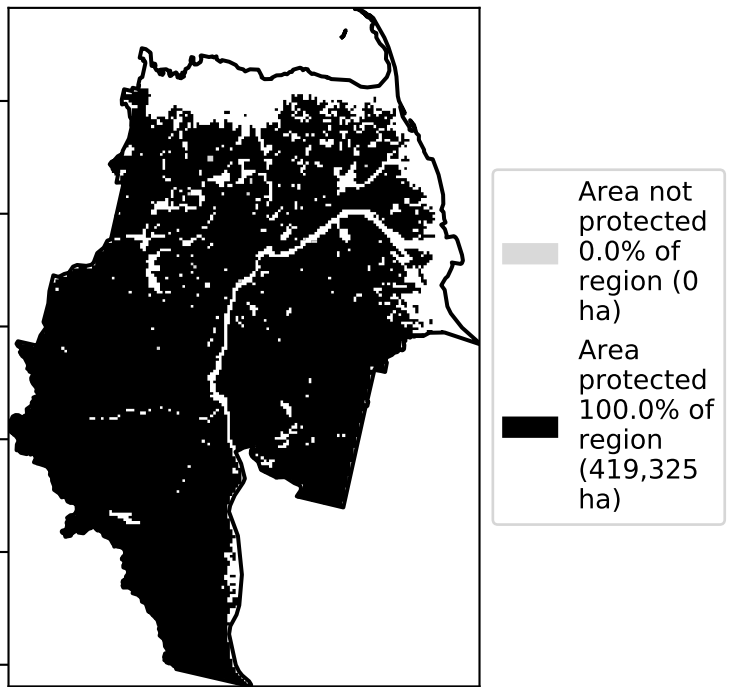 Area not
protected
0.0% of
region (0
ha)
Area
protected
100.0% of
region
(419,325
ha)